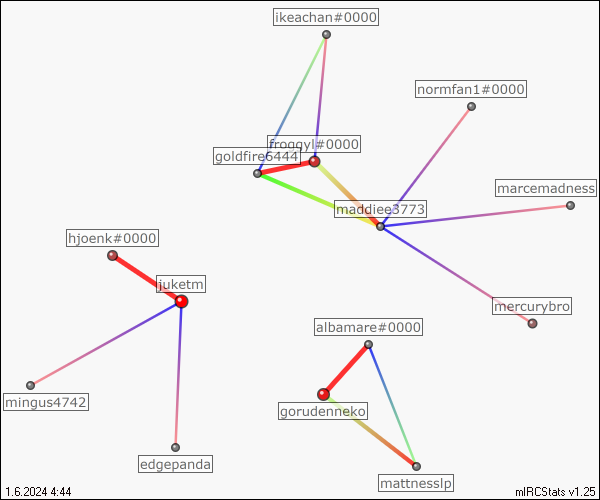 ikeachan#0000
normfan1#0000
froggyl#0000
goldfire6444
marcemadness
maddiee3773
hjoenk#0000
juketm
mercurybro
albamare#0000
mingus4742
gorudenneko
edgepanda
mattnesslp
1.6.2024 4:44
mIRCStats v1.25